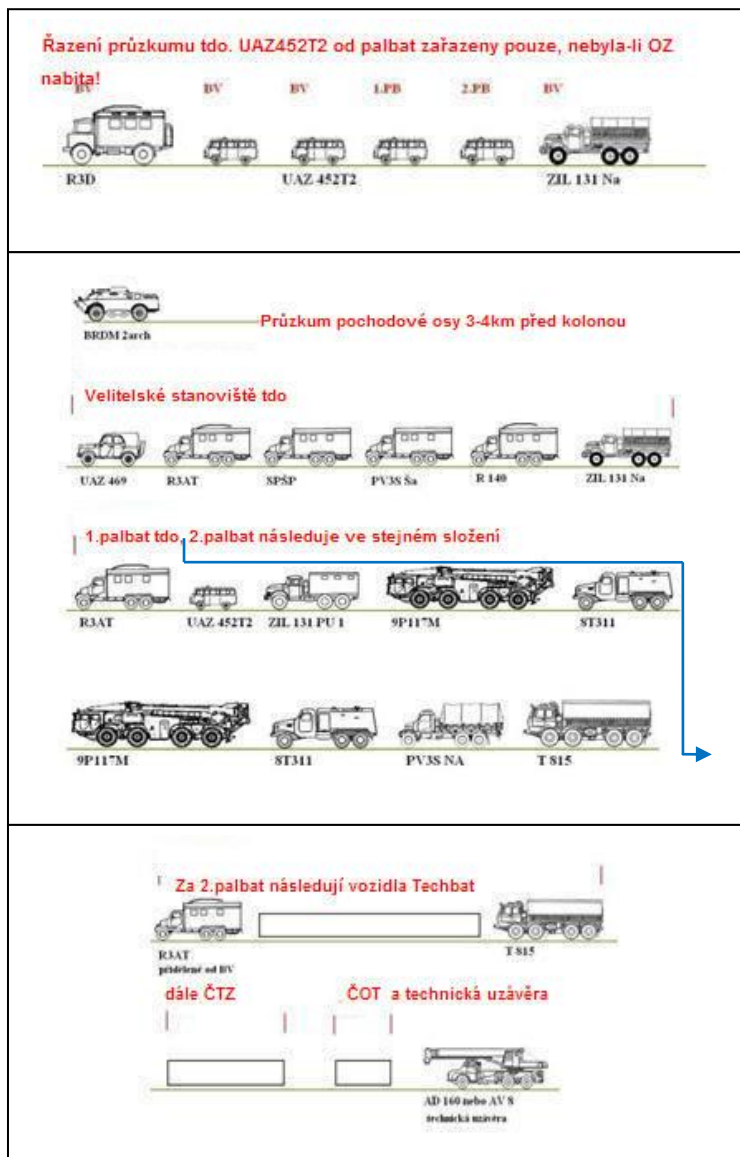 Řazení průzkumu tdo. UAZ452T2 od palbat zařazeny pouze, nebyla-li OZ
nabita!
BV BV BV 1.PB 2.PB BV
R3D UAZ 452T2 ZIL 131 Na
BRDM 2arch
Průzkum pochodové osy 3-4km před kolonou
Velitelské stanoviště tdo
UAZ 469 R3AT SPŠP PV3S Ša R 140 ZIL 131 Na
1.palbat tdo, 2.palbat následuje ve stejném složení
R3AT UAZ 452T2 ZIL 131 PU 1 9P117M 8T311
9P117M 8T311 PV3S NA T 815
Za 2.palbat následují vozidla Techbat
R3AT T 815
přidělené od BV
dále ČTZ ČOT a technická uzávěra
AD 160 nebo AV 8
technická uzávěra